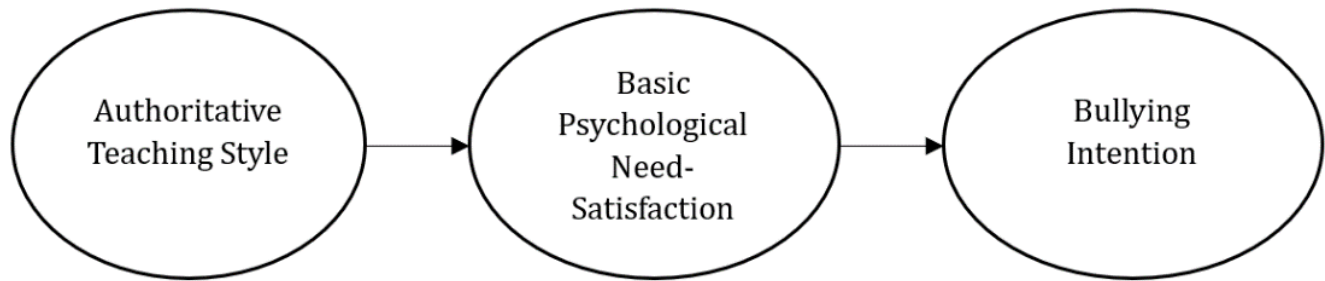 Authoritative
Teaching Style
Basic
Psychological
Need-
Satisfaction
Bullying
Intention